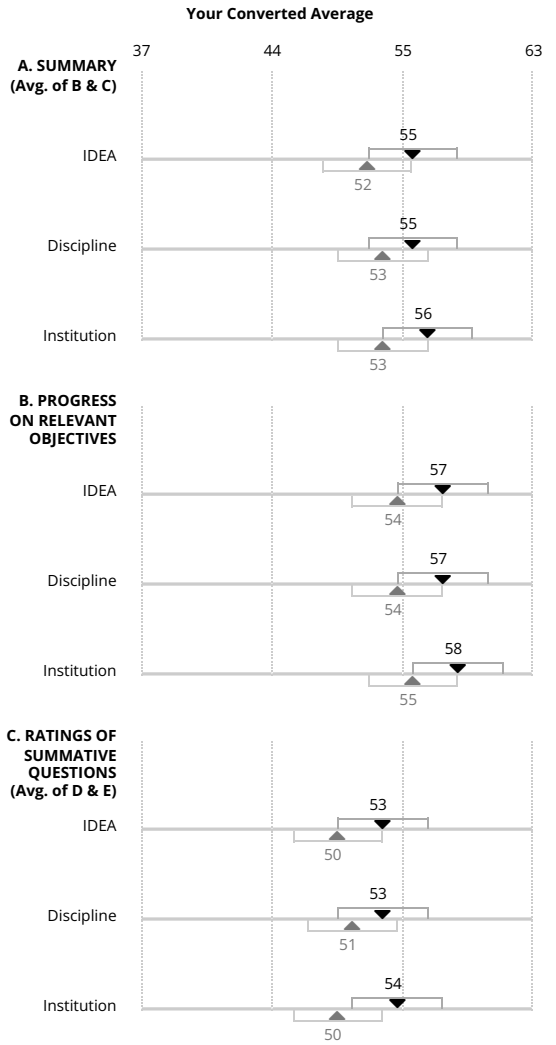 Your Converted Average
37 44 55 63
A. SUMMARY
(Avg. of B & C)
55
IDEA
52
55
Discipline
53
56
Institution
53
B. PROGRESS
ON RELEVANT
OBJECTIVES
57
IDEA
54
57
Discipline
54
58
Institution
55
C. RATINGS OF
SUMMATIVE
QUESTIONS
(Avg. of D & E)
53
IDEA
50
53
Discipline
51
54
Institution
50